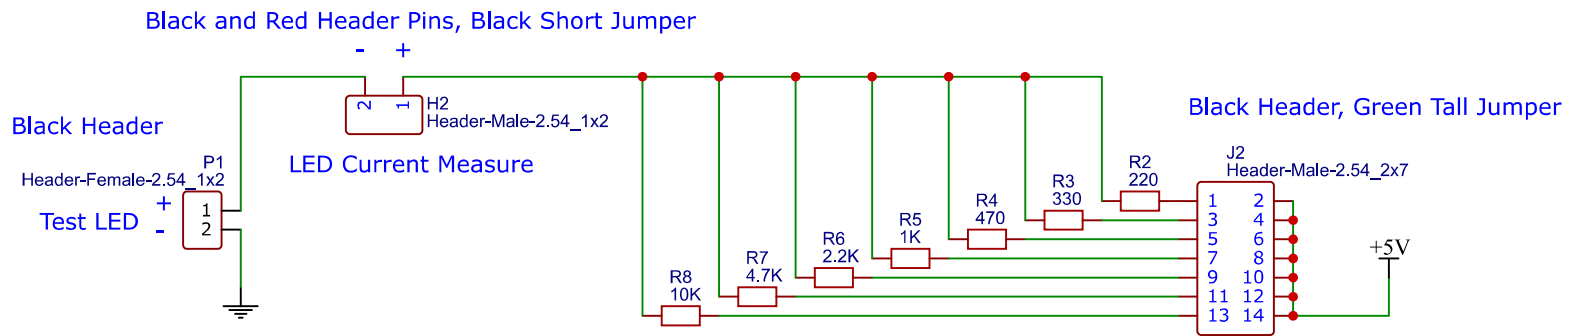 Black and Red Header Pins, Black Short Jumper
- +
2 1
H2
Header-Male-2.54_1x2
LED Current Measure
Black Header
P1
Header-Female-2.54_1x2
+
Test LED
-
1
2
Black Header, Green Tall Jumper
J2
Header-Male-2.54_2x7
R2
220
R3
330
R4
470
R5
1K
R6
2.2K
R7
4.7K
R8
10K
1 2
3 4
5 6
7 8
9 10
11 12
13 14
+5V